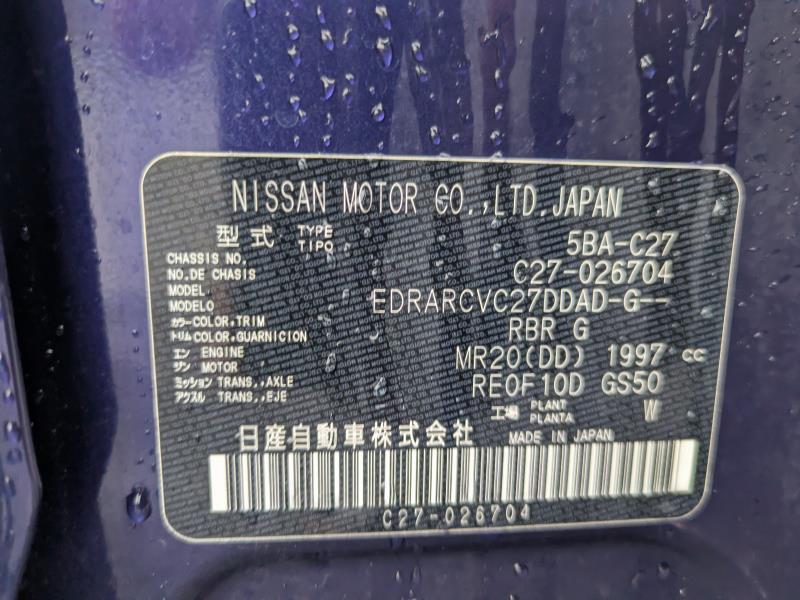 NISSAN MOTOR CO.,LTD.JAPAN
型式 TYPE TIPO 5BA-C27
CHASSIS NO.
NO.DE CHASIS C27-026704
MODEL
MODELO EDRARCVC27DDAD-G--
カラー COLOR,TRIM
トリム COLOR,GUARNICION RBR G
エン ENGINE
ジン MOTOR MR20(DD) 1997 cc
ミッション TRANS.,AXLE
アクスル TRANS.,EJE RE0F10D GS50
工場 PLANT PLANTA W
日産自動車株式会社 MADE IN JAPAN
C27-026704